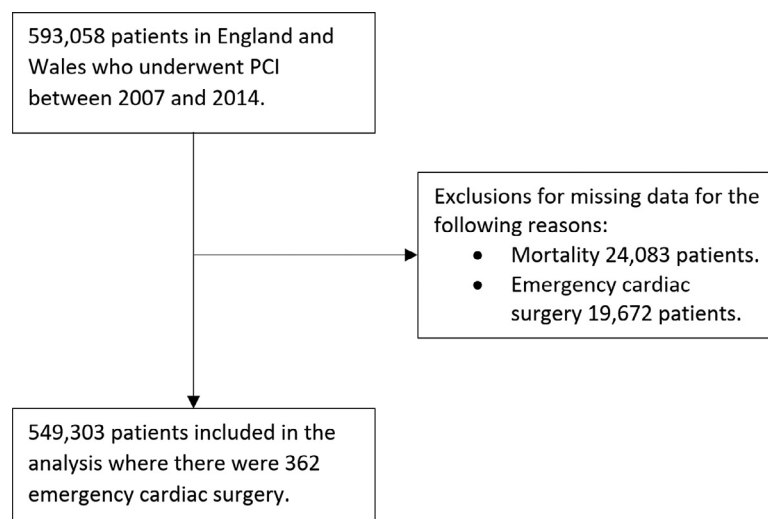 593,058 patients in England and
Wales who underwent PCI
between 2007 and 2014.
Exclusions for missing data for the
following reasons:
• Mortality 24,083 patients.
• Emergency cardiac
surgery 19,672 patients.
549,303 patients included in the
analysis where there were 362
emergency cardiac surgery.